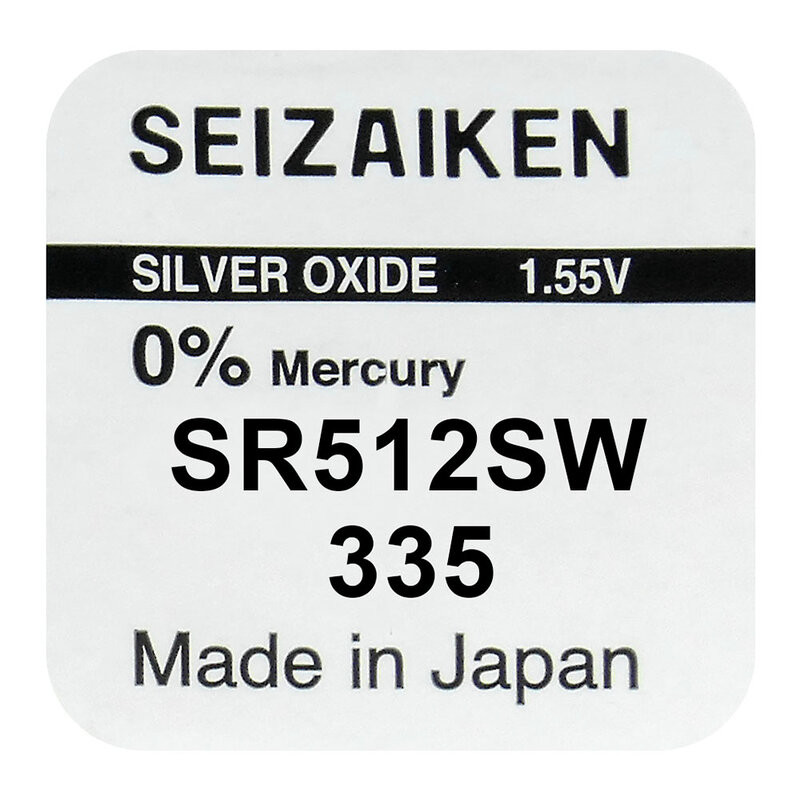 SEIZAIKEN
SILVER OXIDE 1.55V
0% Mercury
SR512SW
335
Made in Japan